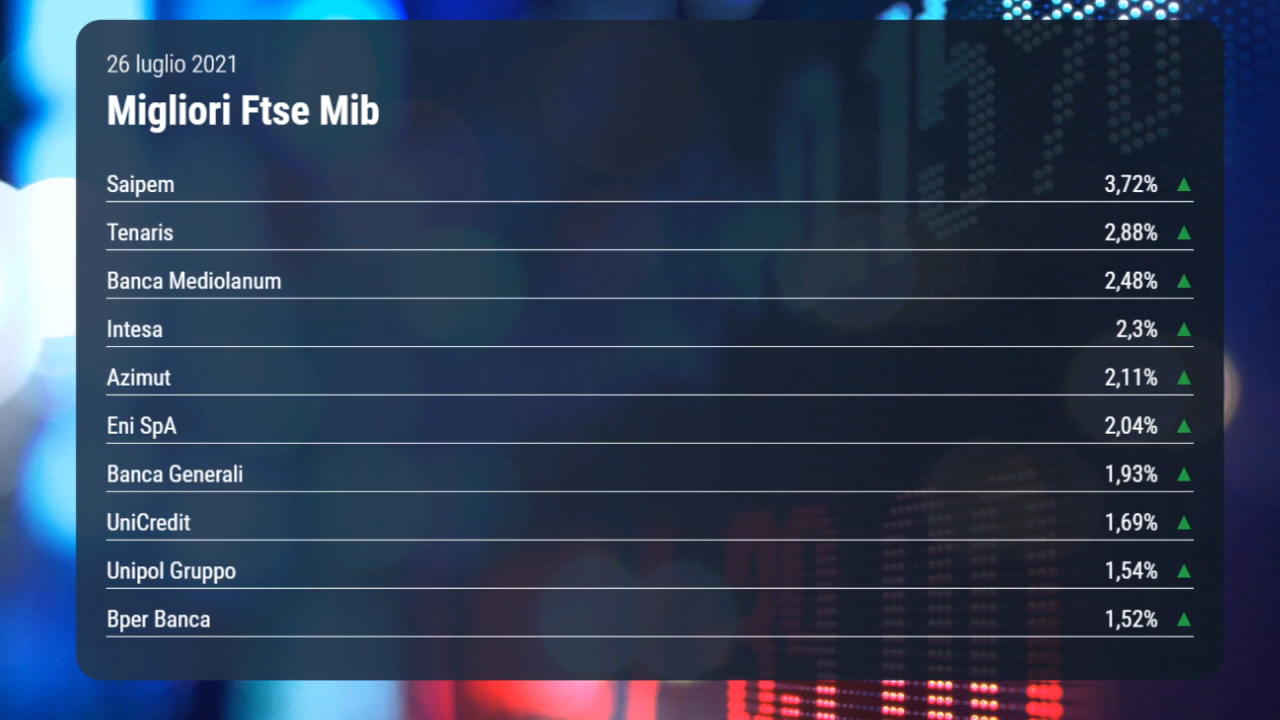 26 luglio 2021
Migliori Ftse Mib
Saipem 3,72% ▲
Tenaris 2,88% ▲
Banca Mediolanum 2,48% ▲
Intesa 2,3% ▲
Azimut 2,11% ▲
Eni SpA 2,04% ▲
Banca Generali 1,93% ▲
UniCredit 1,69% ▲
Unipol Gruppo 1,54% ▲
Bper Banca 1,52% ▲